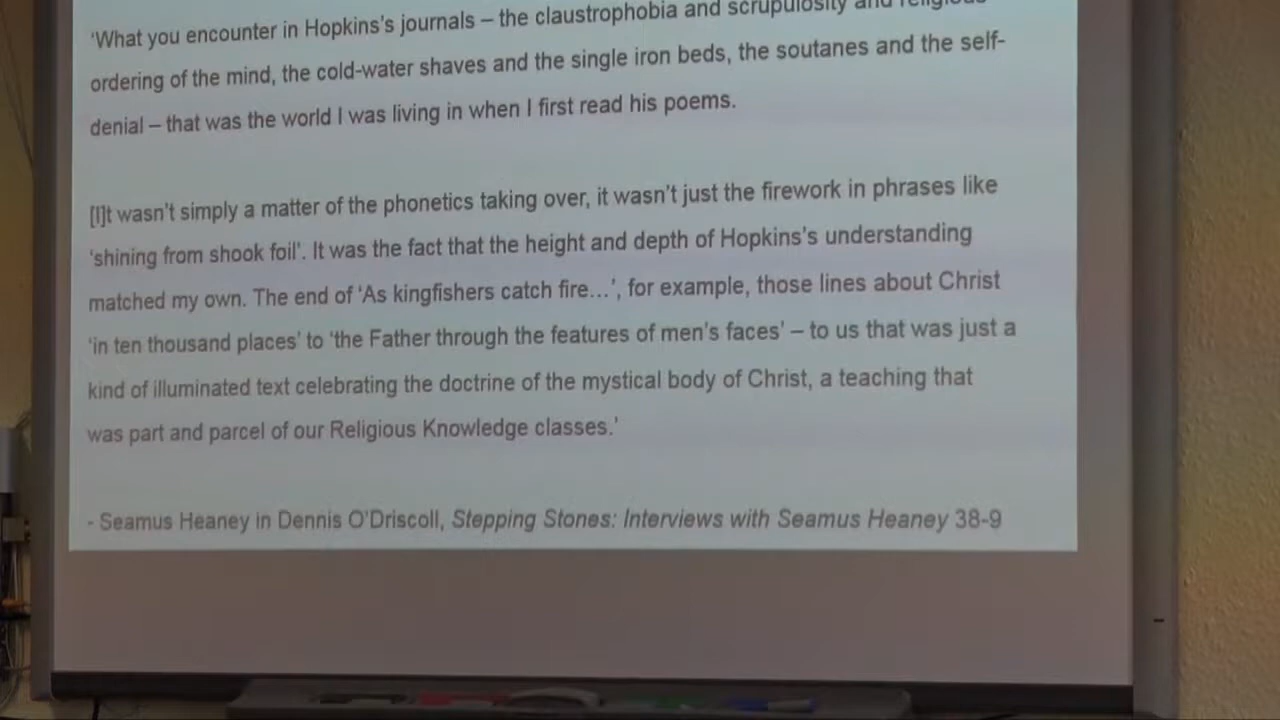 ‘What you encounter in Hopkins’s journals – the claustrophobia and scrupulosity and religious
ordering of the mind, the cold-water shaves and the single iron beds, the soutanes and the self-
denial – that was the world I was living in when I first read his poems.
[I]t wasn’t simply a matter of the phonetics taking over, it wasn’t just the firework in phrases like
‘shining from shook foil’. It was the fact that the height and depth of Hopkins’s understanding
matched my own. The end of ‘As kingfishers catch fire…’, for example, those lines about Christ
‘in ten thousand places’ to ‘the Father through the features of men’s faces’ – to us that was just a
kind of illuminated text celebrating the doctrine of the mystical body of Christ, a teaching that
was part and parcel of our Religious Knowledge classes.’
- Seamus Heaney in Dennis O’Driscoll, Stepping Stones: Interviews with Seamus Heaney 38-9